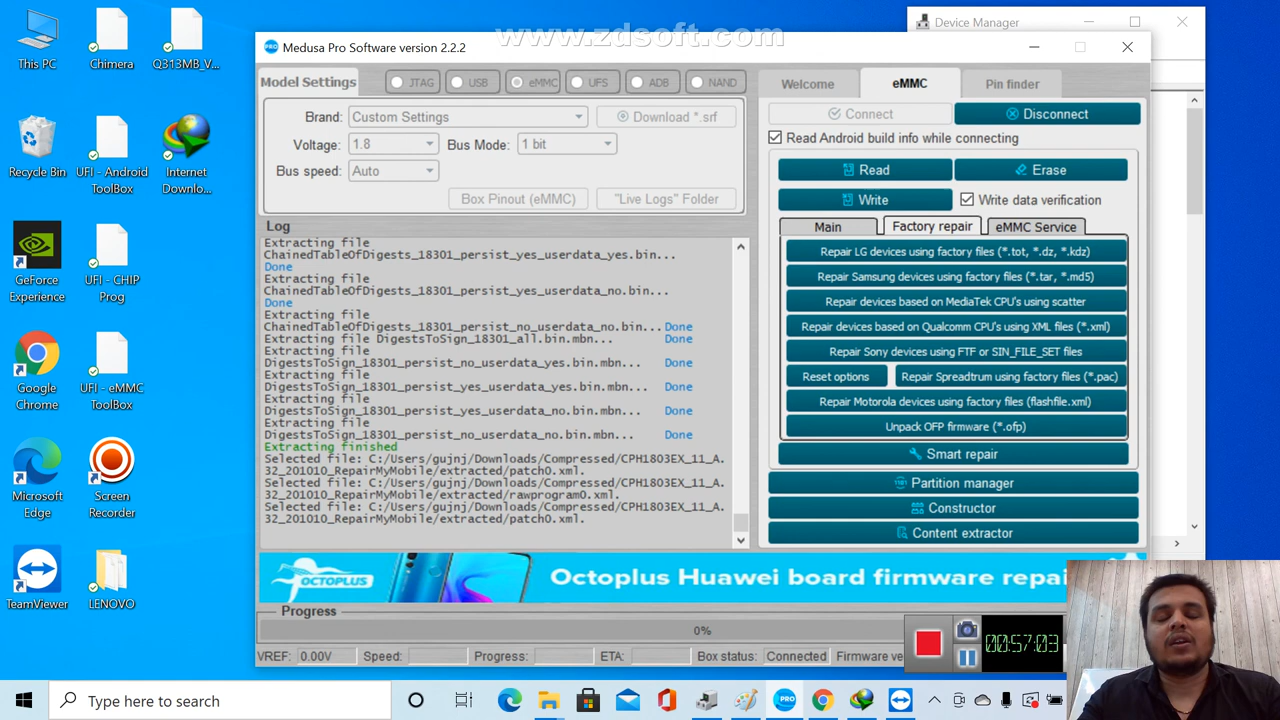 www.zdsoft.com
This PC
Chimera
Q313MB_V...
Recycle Bin
UFI - Android
ToolBox
Internet
Downlo...
GeForce
Experience
UFI - CHIP
Prog
Google
Chrome
UFI - eMMC
ToolBox
Microsoft
Edge
Screen
Recorder
TeamViewer
LENOVO
Device Manager
PRO
Medusa Pro Software version 2.2.2
Model Settings
JTAG
USB
eMMC
UFS
ADB
NAND
Brand:
Custom Settings
Download *.srf
Voltage:
1.8
Bus Mode:
1 bit
Bus speed:
Auto
Box Pinout (eMMC)
"Live Logs" Folder
Log
Extracting file
ChainedTableOfDigests_18301_persist_yes_userdata_yes.bin...
Done
Extracting file
ChainedTableOfDigests_18301_persist_yes_userdata_no.bin...
Done
Extracting file
ChainedTableOfDigests_18301_persist_no_userdata_no.bin... Done
Extracting file DigestsToSign_18301_all.bin.mbn... Done
Extracting file
DigestsToSign_18301_persist_yes_userdata_yes.bin.mbn... Done
Extracting file
DigestsToSign_18301_persist_no_userdata_yes.bin.mbn... Done
Extracting file
DigestsToSign_18301_persist_yes_userdata_no.bin.mbn... Done
Extracting file
DigestsToSign_18301_persist_no_userdata_no.bin.mbn... Done
Extracting finished
Selected file: C:/Users/gujnj/Downloads/Compressed/CPH1803EX_11_A.
32_201010_RepairMyMobile/extracted/patch0.xml.
Selected file: C:/Users/gujnj/Downloads/Compressed/CPH1803EX_11_A.
32_201010_RepairMyMobile/extracted/rawprogram0.xml.
Selected file: C:/Users/gujnj/Downloads/Compressed/CPH1803EX_11_A.
32_201010_RepairMyMobile/extracted/patch0.xml.
Welcome
eMMC
Pin finder
Connect
Disconnect
Read Android build info while connecting
Read
Erase
Write
Write data verification
Main
Factory repair
eMMC Service
Repair LG devices using factory files (*.tot, *.dz, *.kdz)
Repair Samsung devices using factory files (*.tar, *.md5)
Repair devices based on MediaTek CPU's using scatter
Repair devices based on Qualcomm CPU's using XML files (*.xml)
Repair Sony devices using FTF or SIN_FILE_SET files
Reset options
Repair Spreadtrum using factory files (*.pac)
Repair Motorola devices using factory files (flashfile.xml)
Unpack OFP firmware (*.ofp)
Smart repair
Partition manager
Constructor
Content extractor
OCTOPLUS
Octoplus Huawei board firmware repai
Progress
0%
VREF: 0.00V
Speed:
Progress:
ETA:
Box status: Connected
Firmware ve
00:57:03
Type here to search
PRO